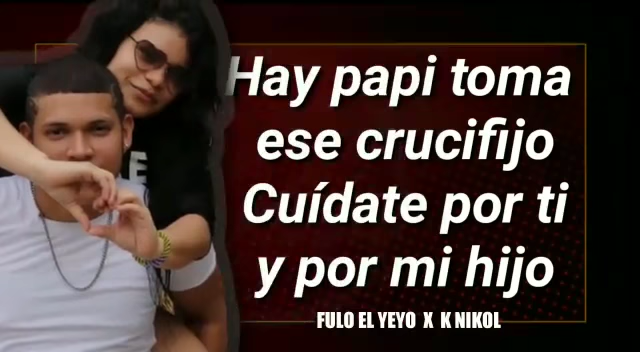 Hay papi toma
ese crucifijo
Cuídate por ti
y por mi hijo
FULO EL YEYO X K NIKOL